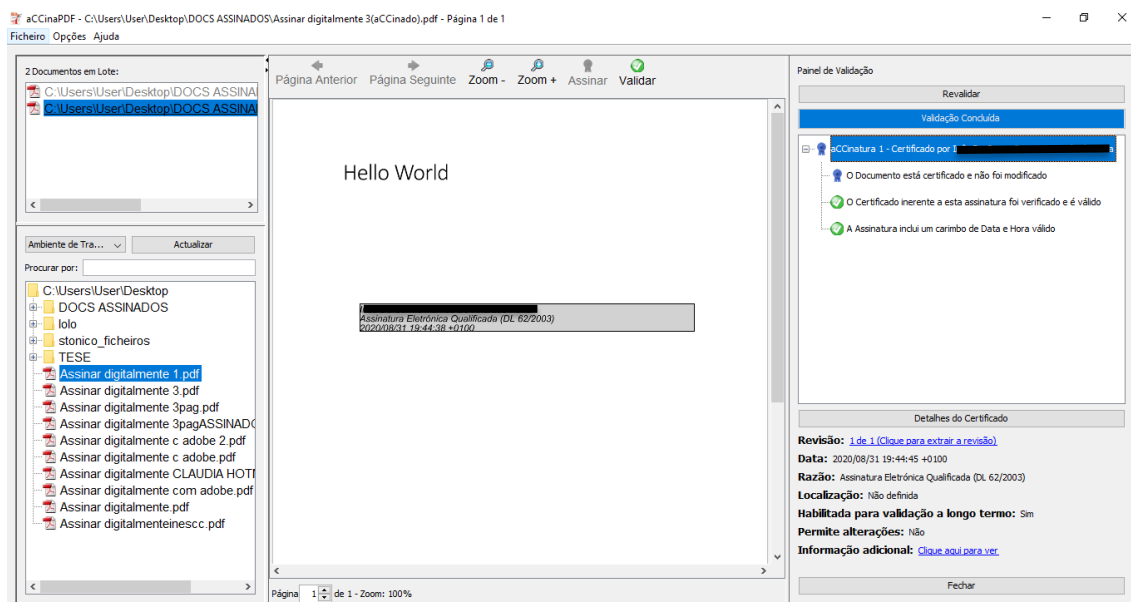 aCCinaPDF - C:\Users\User\Desktop\DOCS ASSINADOS\Assinar digitalmente 3(aCCinado).pdf - Página 1 de 1
Ficheiro Opções Ajuda
2 Documentos em Lote:
C:\Users\User\Desktop\DOCS ASSINA
C:\Users\User\Desktop\DOCS ASSINA
Ambiente de Tra... Actualizar
Procurar por:
C:\Users\User\Desktop
DOCS ASSINADOS
lolo
stonico_ficheiros
TESE
Assinar digitalmente 1.pdf
Assinar digitalmente 3.pdf
Assinar digitalmente 3pag.pdf
Assinar digitalmente 3pagASSINADO
Assinar digitalmente c adobe 2.pdf
Assinar digitalmente c adobe.pdf
Assinar digitalmente CLAUDIA HOT
Assinar digitalmente com adobe.pdf
Assinar digitalmente.pdf
Assinar digitalmenteinescc.pdf
Página Anterior Página Seguinte Zoom - Zoom + Assinar Validar
Hello World
Assinatura Eletrónica Qualificada (DL 62/2003)
2020/08/31 19:44:38 +0100
Página 1 de 1 - Zoom: 100%
Painel de Validação
Revalidar
Validação Concluída
aCCinatura 1 - Certificado por
O Documento está certificado e não foi modificado
O Certificado inerente a esta assinatura foi verificado e é válido
A Assinatura inclui um carimbo de Data e Hora válido
Detalhes do Certificado
Revisão: 1 de 1 (Clique para extrair a revisão)
Data: 2020/08/31 19:44:45 +0100
Razão: Assinatura Eletrónica Qualificada (DL 62/2003)
Localização: Não definida
Habilitada para validação a longo termo: Sim
Permite alterações: Não
Informação adicional: Clique aqui para ver
Fechar